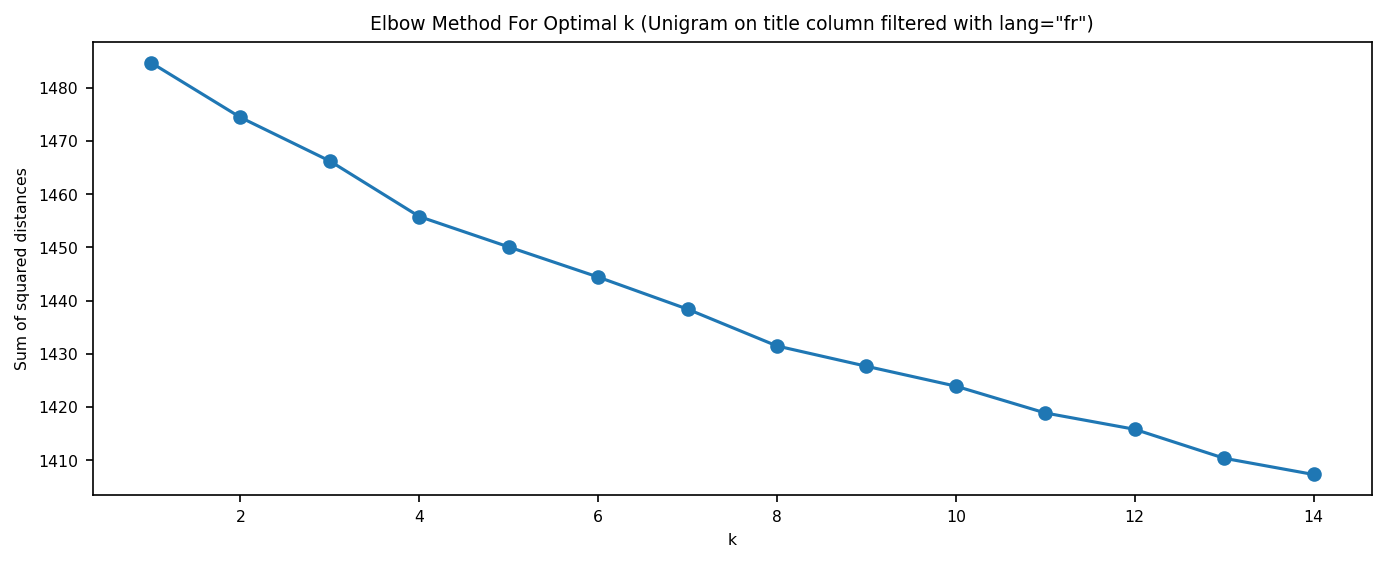 Elbow Method For Optimal k (Unigram on title column filtered with lang="fr")
Sum of squared distances
1480
1470
1460
1450
1440
1430
1420
1410
2 4 6 8 10 12 14
k